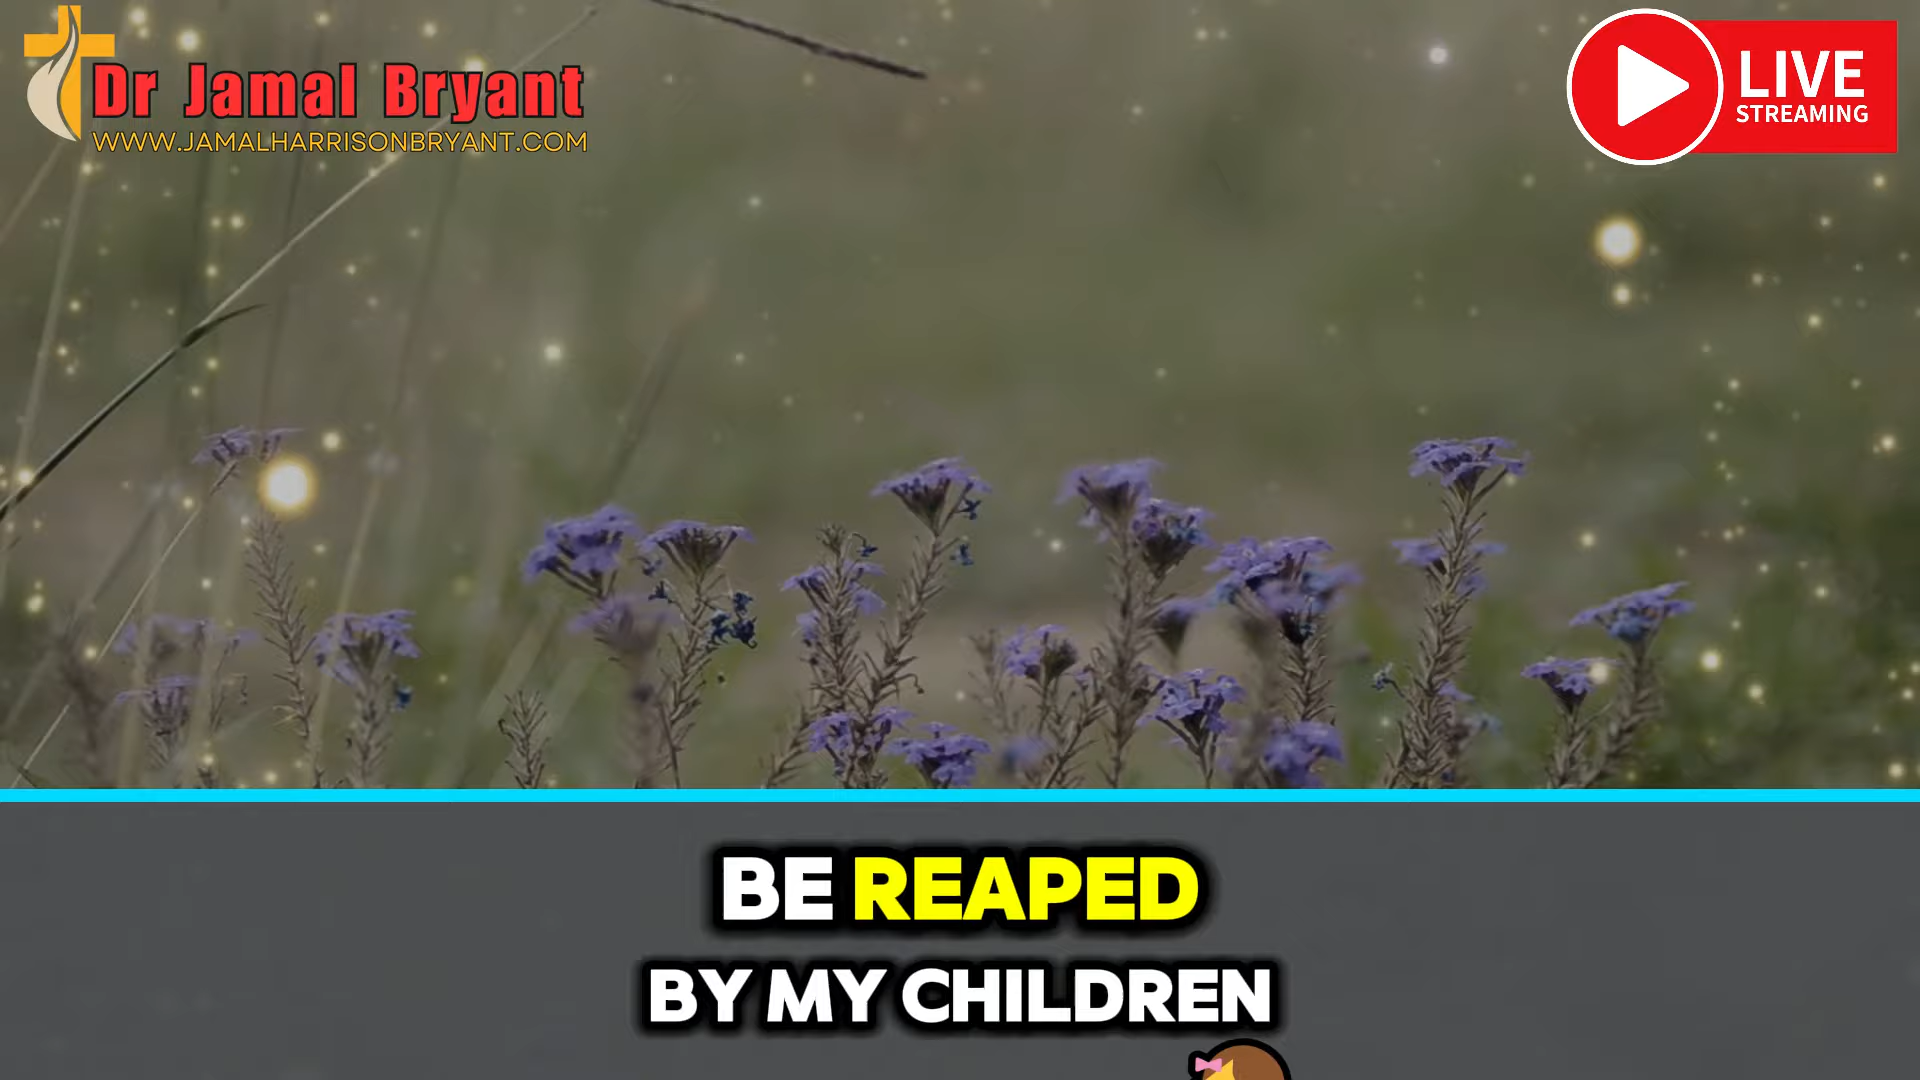 Dr Jamal Bryant
WWW.JAMALHARRISONBRYANT.COM
LIVE
STREAMING
BE REAPED
BY MY CHILDREN